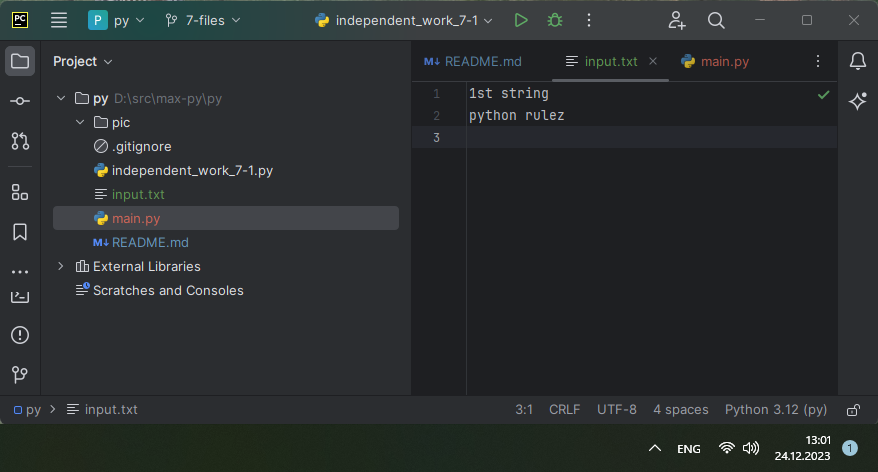 PC P py 7-files independent_work_7-1
Project
README.md input.txt main.py
py D:\src\max-py\py
pic
.gitignore
independent_work_7-1.py
input.txt
main.py
M↓ README.md
External Libraries
Scratches and Consoles
1 1st string
2 python rulez
3
py > input.txt 3:1 CRLF UTF-8 4 spaces Python 3.12 (py)
ENG 13:01 1
24.12.2023